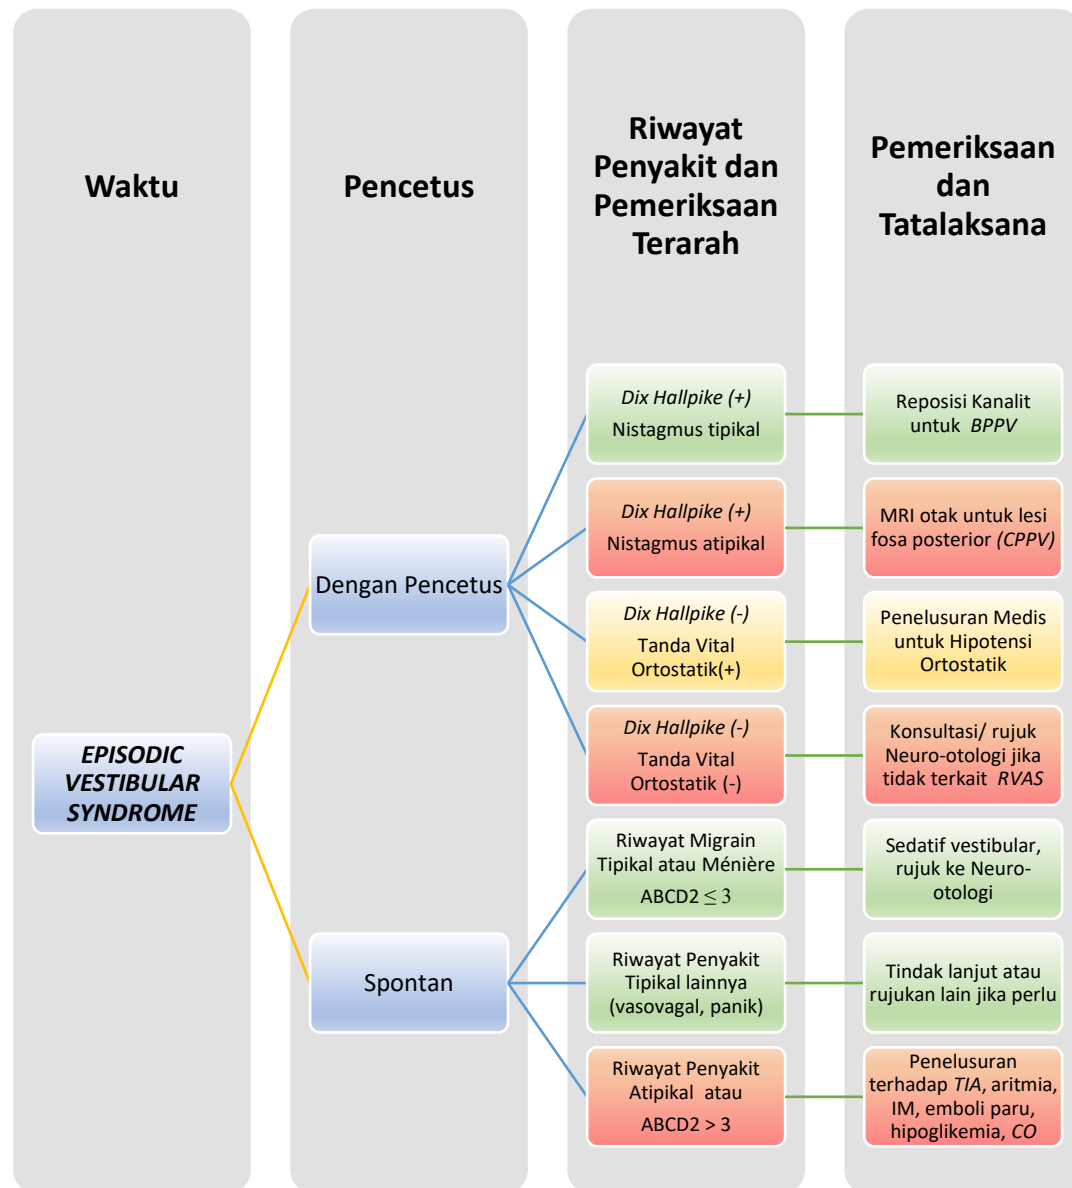 Waktu
Pencetus
Riwayat
Penyakit dan
Pemeriksaan
Terarah
Pemeriksaan
dan
Tatalaksana
EPISODIC
VESTIBULAR
SYNDROME
Dengan Pencetus
Dix Hallpike (+)
Nistagmus tipikal
Reposisi Kanalit
untuk BPPV
Dix Hallpike (+)
Nistagmus atipikal
MRI otak untuk lesi
fosa posterior (CPPV)
Dix Hallpike (-)
Tanda Vital
Ortostatik(+)
Penelusuran Medis
untuk Hipotensi
Ortostatik
Dix Hallpike (-)
Tanda Vital
Ortostatik (-)
Konsultasi/ rujuk
Neuro-otologi jika
tidak terkait RVAS
Spontan
Riwayat Migrain
Tipikal atau Ménière
ABCD2 ≤ 3
Sedatif vestibular,
rujuk ke Neuro-
otologi
Riwayat Penyakit
Tipikal lainnya
(vasovagal, panik)
Tindak lanjut atau
rujukan lain jika perlu
Riwayat Penyakit
Atipikal atau
ABCD2 > 3
Penelusuran
terhadap TIA, aritmia,
IM, emboli paru,
hipoglikemia, CO